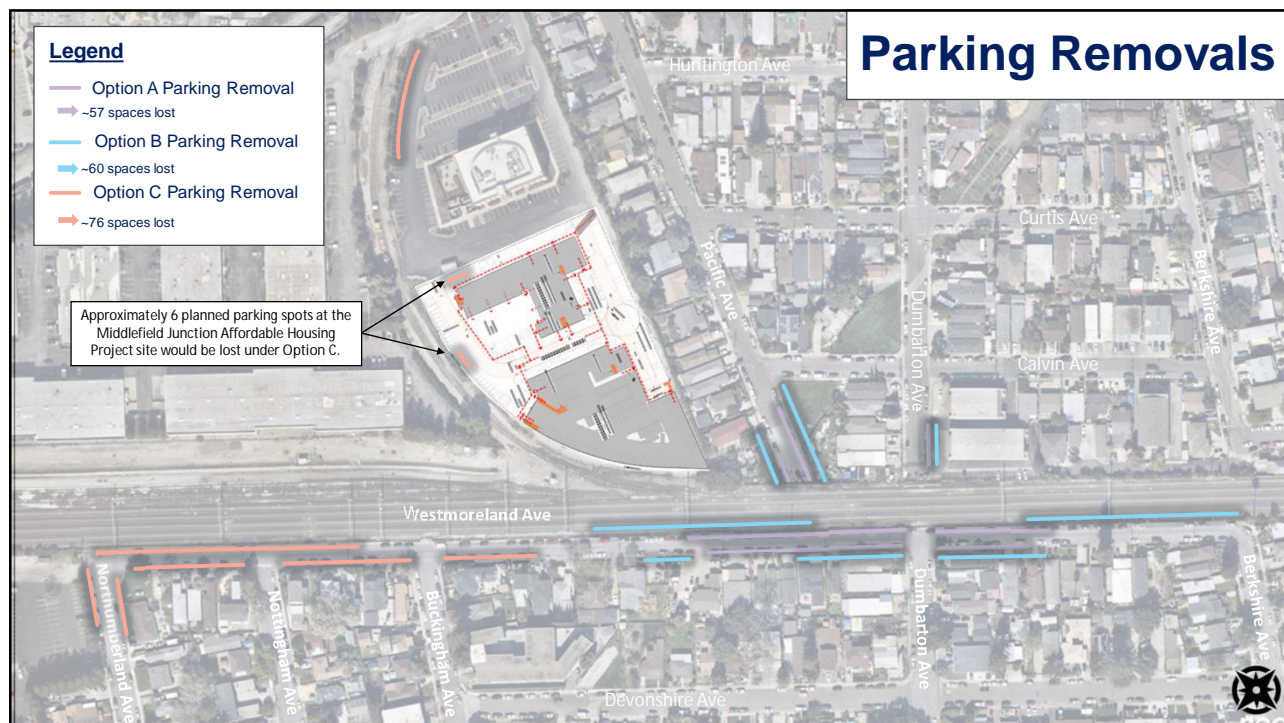 Parking Removals
Legend
Option A Parking Removal
~57 spaces lost
Option B Parking Removal
~60 spaces lost
Option C Parking Removal
~76 spaces lost
Approximately 6 planned parking spots at the
Middlefield Junction Affordable Housing
Project site would be lost under Option C.
Huntington Ave
Curtis Ave
Pacific Ave
Dumbarton Ave
Berkshire Ave
Calvin Ave
Westmoreland Ave
Northumberland Ave
Nottingham Ave
Buckingham Ave
Dumbarton Ave
Berkshire Ave
Devonshire Ave